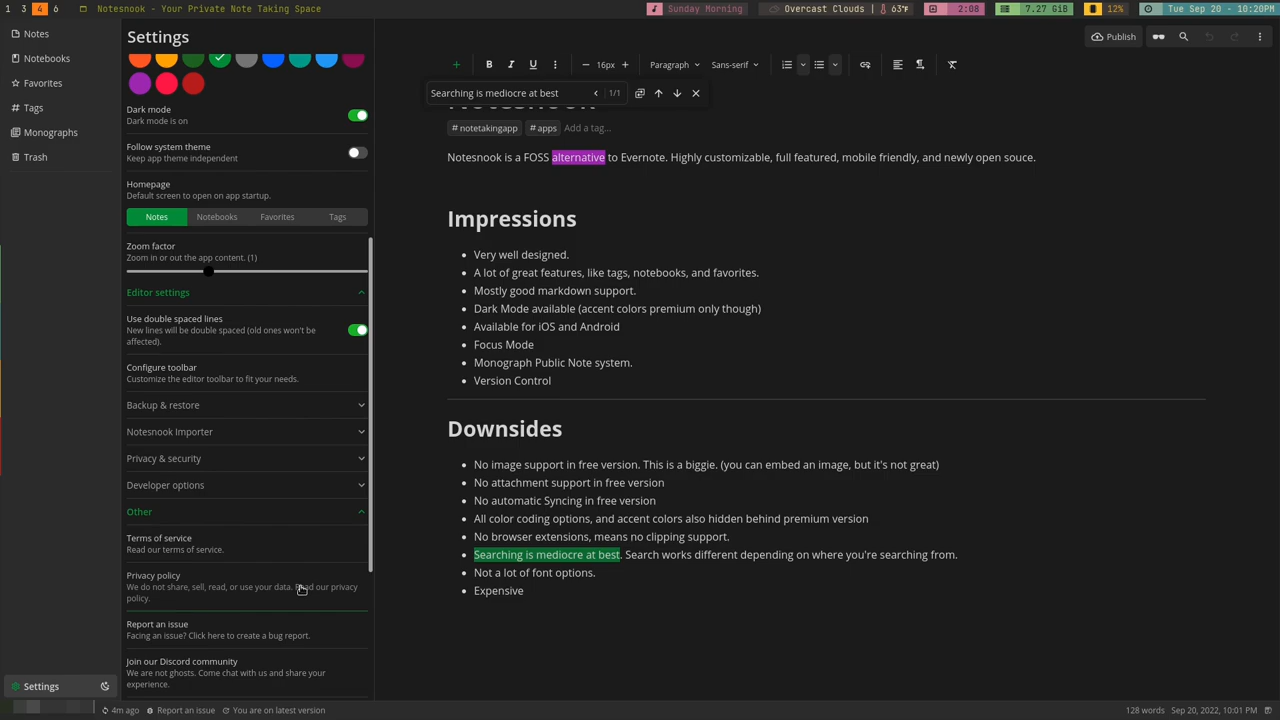 1 3 4 6 Notesnook - Your Private Note Taking Space Sunday Morning Overcast Clouds | 63°F 2:08 7.27 GiB 12% Tue Sep 20 - 10:20PM
Notes
Notebooks
Favorites
Tags
Monographs
Trash
Settings
Settings
Dark mode
Dark mode is on
Follow system theme
Keep app theme independent
Homepage
Default screen to open on app startup.
Notes Notebooks Favorites Tags
Zoom factor
Zoom in or out the app content. (1)
Editor settings
Use double spaced lines
New lines will be double spaced (old ones won't be
affected).
Configure toolbar
Customize the editor toolbar to fit your needs.
Backup & restore
Notesnook Importer
Privacy & security
Developer options
Other
Terms of service
Read our terms of service.
Privacy policy
We do not share, sell, read, or use your data. Read our privacy
policy.
Report an issue
Facing an issue? Click here to create a bug report.
Join our Discord community
We are not ghosts. Come chat with us and share your
experience.
Publish
B I U 16px Paragraph Sans-serif
Searching is mediocre at best 1/1
# notetakingapp # apps Add a tag...
Notesnook is a FOSS alternative to Evernote. Highly customizable, full featured, mobile friendly, and newly open souce.
Impressions
• Very well designed.
• A lot of great features, like tags, notebooks, and favorites.
• Mostly good markdown support.
• Dark Mode available (accent colors premium only though)
• Available for iOS and Android
• Focus Mode
• Monograph Public Note system.
• Version Control
Downsides
• No image support in free version. This is a biggie. (you can embed an image, but it's not great)
• No attachment support in free version
• No automatic Syncing in free version
• All color coding options, and accent colors also hidden behind premium version
• No browser extensions, means no clipping support.
• Searching is mediocre at best. Search works different depending on where you're searching from.
• Not a lot of font options.
• Expensive
4m ago Report an issue You are on latest version 128 words Sep 20, 2022, 10:01 PM